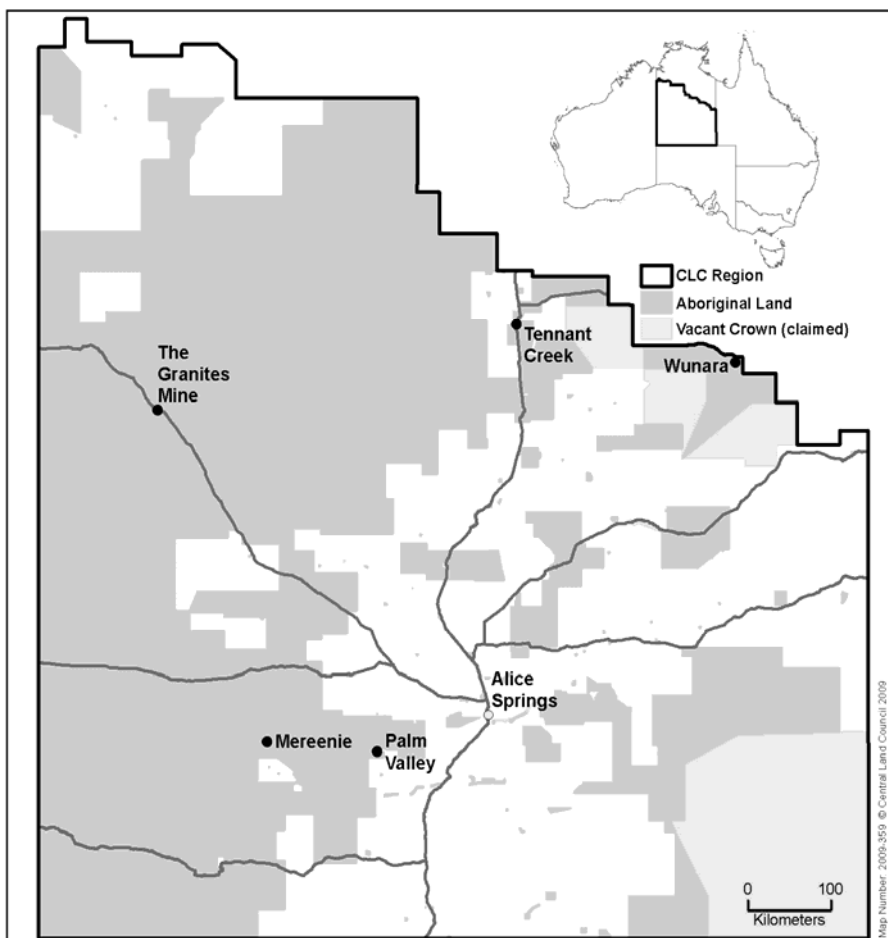 CLC Region
Aboriginal Land
Vacant Crown (claimed)
The
Granites
Mine
Tennant
Creek
Wunara
Alice
Springs
Mereenie
Palm
Valley
0 100
Kilometers
Map Number 2009-359 © Central Land Council 2009